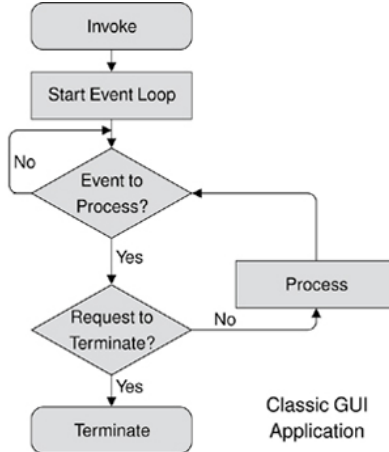 Invoke
Start Event Loop
No
Event to
Process?
Yes
Process
Request to
Terminate?
No
Yes
Terminate
Classic GUI
Application